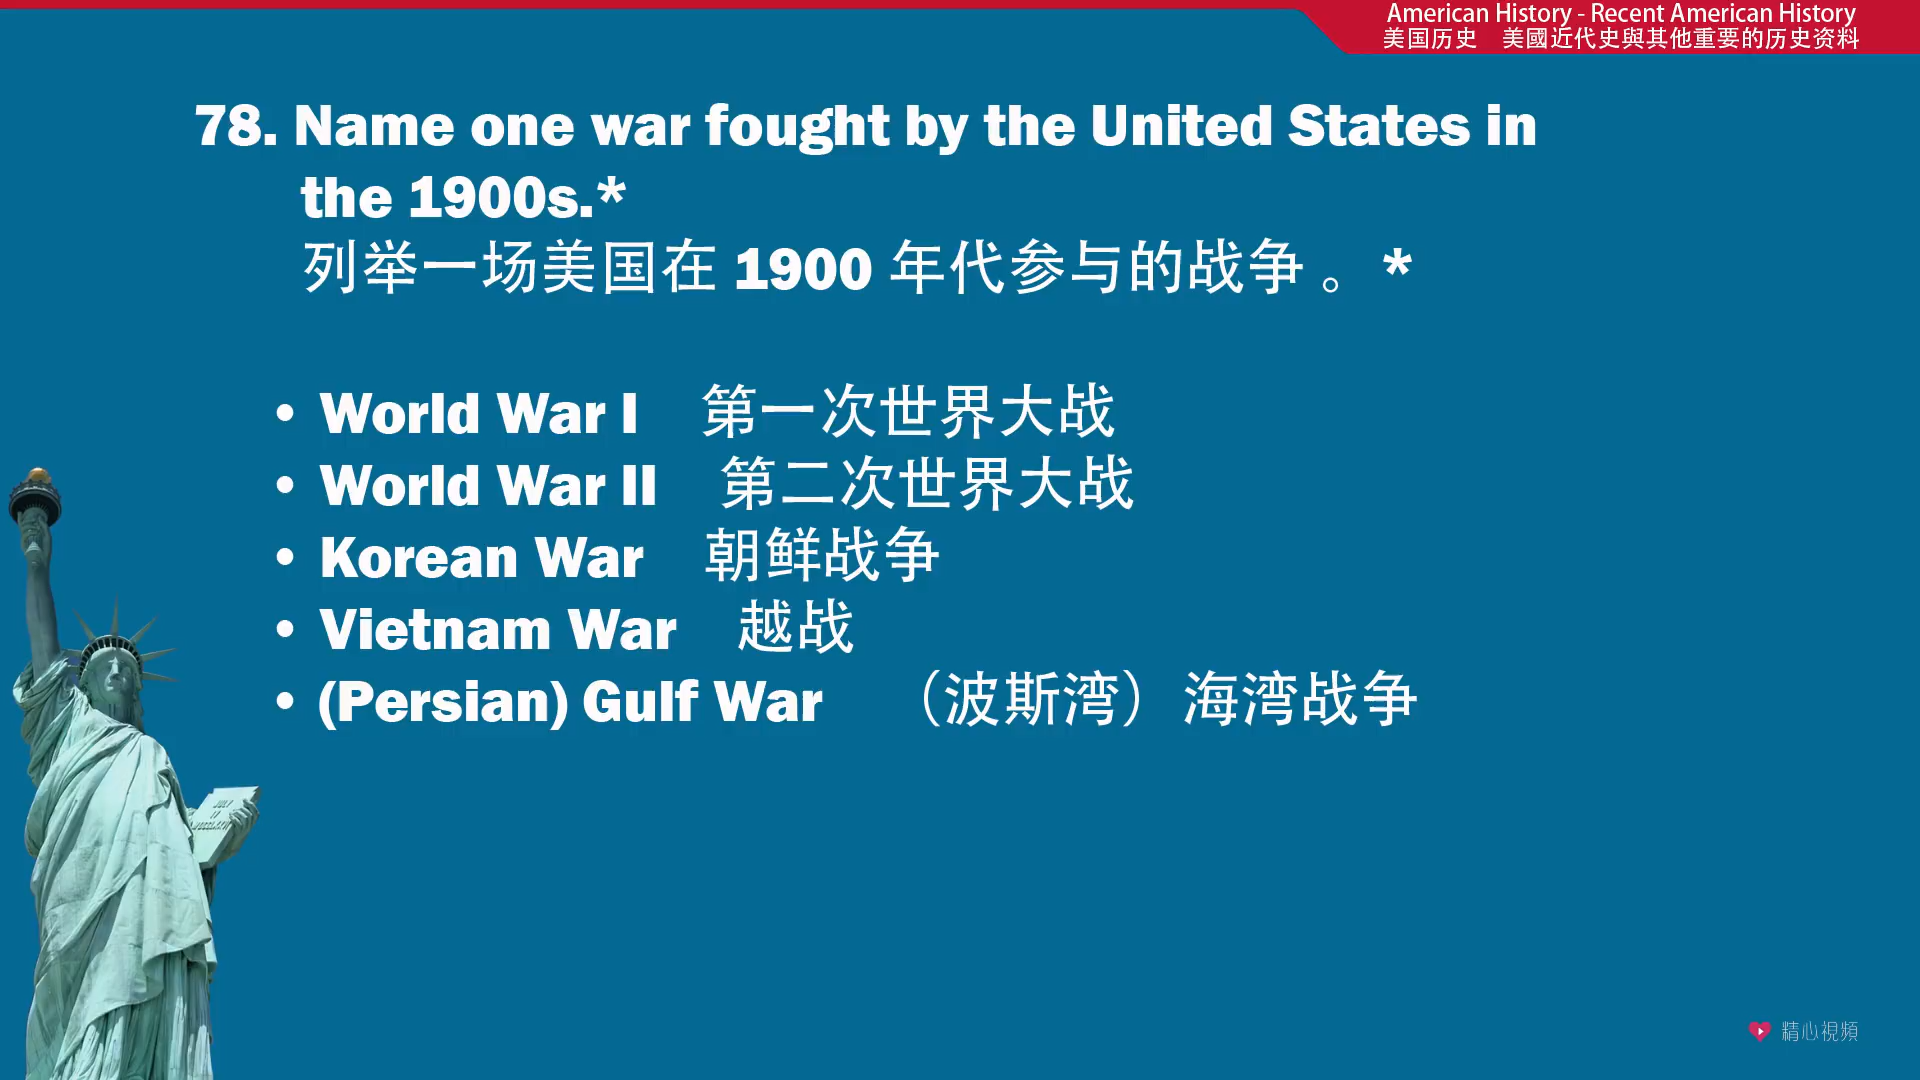 American History - Recent American History
美国历史 美國近代史與其他重要的历史资料
78. Name one war fought by the United States in
the 1900s.*
列举一场美国在 1900 年代参与的战争 。*
• World War I 第一次世界大战
• World War II 第二次世界大战
• Korean War 朝鲜战争
• Vietnam War 越战
• (Persian) Gulf War （波斯湾）海湾战争
JULY
IV
精心視頻